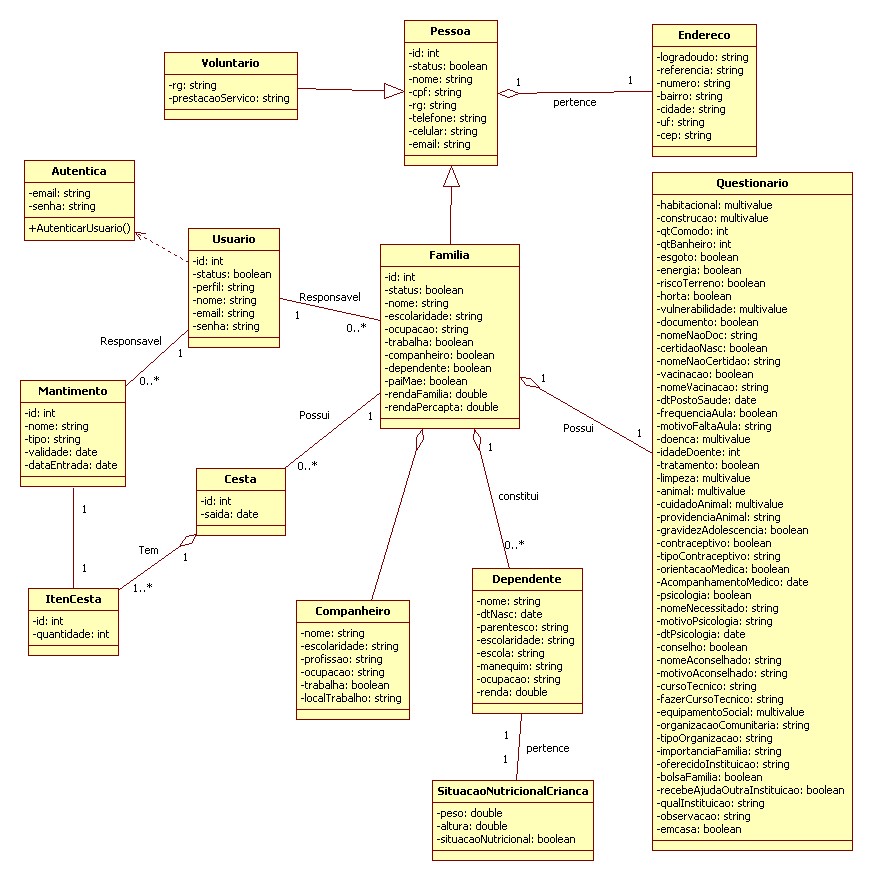 Pessoa
-id: int
-status: boolean
-nome: string
-cpf: string
-rg: string
-telefone: string
-celular: string
-email: string
Voluntario
-rg: string
-prestacaoServico: string
1
1
pertence
Endereco
-logradoudo: string
-referencia: string
-numero: string
-bairro: string
-cidade: string
-uf: string
-cep: string
Autentica
-email: string
-senha: string
+AutenticarUsuario()
Usuario
-id: int
-status: boolean
-perfil: string
-nome: string
-email: string
-senha: string
Responsavel
1
0..*
Familia
-id: int
-status: boolean
-nome: string
-escolaridade: string
-ocupacao: string
-trabalha: boolean
-companheiro: boolean
-dependente: boolean
-paiMae: boolean
-rendaFamilia: double
-rendaPercapta: double
Questionario
-habitacional: multivalue
-construcao: multivalue
-qtComodo: int
-qtBanheiro: int
-esgoto: boolean
-energia: boolean
-riscoTerreno: boolean
-horta: boolean
-vulnerabilidade: multivalue
-documento: boolean
-nomeNaoDoc: string
-certidaoNasc: boolean
-nomeNaoCertidao: string
-vacinacao: boolean
-nomeVacinacao: string
-dtPostoSaude: date
-frequenciaAula: boolean
-motivoFaltaAula: string
-doenca: multivalue
-idadeDoente: int
-tratamento: boolean
-limpeza: multivalue
-animal: multivalue
-cuidadoAnimal: multivalue
-providenciaAnimal: string
-gravidezAdolescencia: boolean
-contraceptivo: boolean
-tipoContraceptivo: string
-orientacaoMedica: boolean
-AcompanhamentoMedico: date
-psicologia: boolean
-nomeNecessitado: string
-motivoPsicologia: string
-dtPsicologia: date
-conselho: boolean
-nomeAconselhado: string
-motivoAconselhado: string
-cursoTecnico: string
-fazerCursoTecnico: string
-equipamentoSocial: multivalue
-organizacaoComunitaria: string
-tipoOrganizacao: string
-importanciaFamilia: string
-oferecidoInstituicao: string
-bolsaFamilia: boolean
-recebeAjudaOutraInstituicao: boolean
-qualInstituicao: string
-observacao: string
-emcasa: boolean
Responsavel
1
0..*
Mantimento
-id: int
-nome: string
-tipo: string
-validade: date
-dataEntrada: date
Possui
1
0..*
1
Possui
1
Cesta
-id: int
-saida: date
1
1
Tem
1
1..*
ItenCesta
-id: int
-quantidade: int
1
constitui
0..*
Companheiro
-nome: string
-escolaridade: string
-profissao: string
-ocupacao: string
-trabalha: boolean
-localTrabalho: string
Dependente
-nome: string
-dtNasc: date
-parentesco: string
-escolaridade: string
-escola: string
-manequim: string
-ocupacao: string
-renda: double
1
pertence
1
SituacaoNutricionalCrianca
-peso: double
-altura: double
-situacaoNutricional: boolean